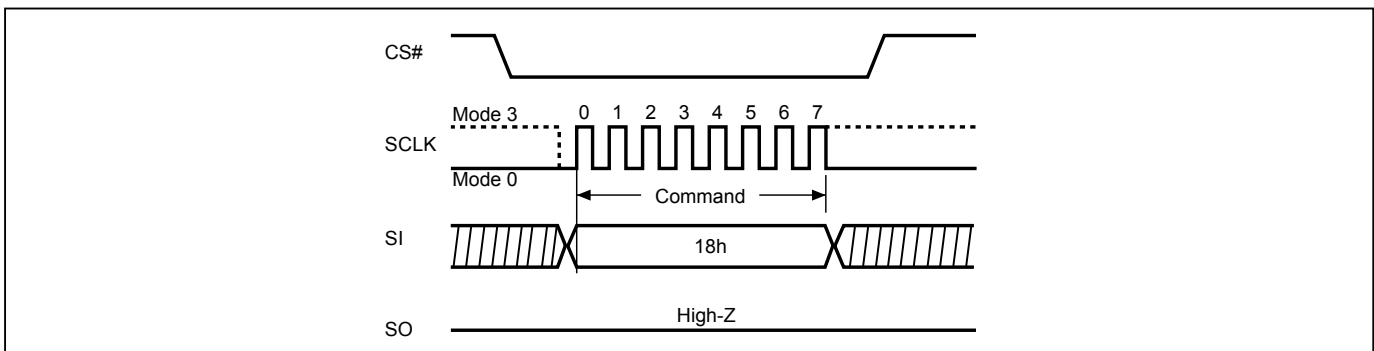 CS#
Mode 3 0 1 2 3 4 5 6 7
SCLK
Mode 0
Command
SI
18h
High-Z
SO